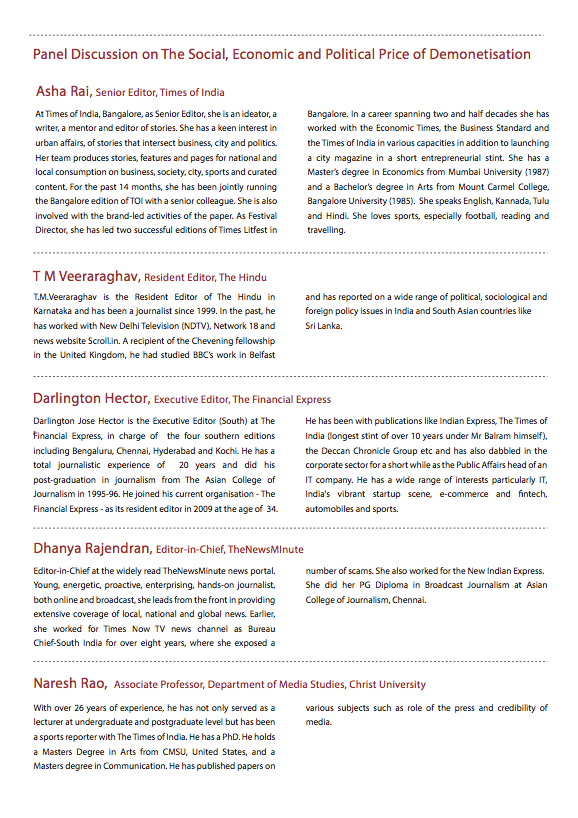 Panel Discussion on The Social, Economic and Political Price of Demonetisation
Asha Rai, Senior Editor, Times of India
At Times of India, Bangalore, as Senior Editor, she is an ideator, a
writer, a mentor and editor of stories. She has a keen interest in
urban affairs, of stories that intersect business, city and politics.
Her team produces stories, features and pages for national and
local consumption on business, society, city, sports and curated
content. For the past 14 months, she has been jointly running
the Bangalore edition of TOI with a senior colleague. She is also
involved with the brand-led activities of the paper. As Festival
Director, she has led two successful editions of Times Litfest in
Bangalore. In a career spanning two and half decades she has
worked with the Economic Times, the Business Standard and
the Times of India in various capacities in addition to launching
a city magazine in a short entrepreneurial stint. She has a
Master's degree in Economics from Mumbai University (1987)
and a Bachelor's degree in Arts from Mount Carmel College,
Bangalore University (1985). She speaks English, Kannada, Tulu
and Hindi. She loves sports, especially football, reading and
travelling.
T M Veeraraghav, Resident Editor, The Hindu
T.M.Veeraraghav is the Resident Editor of The Hindu in
Karnataka and has been a journalist since 1999. In the past, he
has worked with New Delhi Television (NDTV), Network 18 and
news website Scroll.in. A recipient of the Chevening fellowship
in the United Kingdom, he had studied BBC's work in Belfast
and has reported on a wide range of political, sociological and
foreign policy issues in India and South Asian countries like
Sri Lanka.
Darlington Hector, Executive Editor, The Financial Express
Darlington Jose Hector is the Executive Editor (South) at The
Financial Express, in charge of the four southern editions
including Bengaluru, Chennai, Hyderabad and Kochi. He has a
total journalistic experience of 20 years and did his
post-graduation in journalism from The Asian College of
Journalism in 1995-96. He joined his current organisation - The
Financial Express - as its resident editor in 2009 at the age of 34.
He has been with publications like Indian Express, The Times of
India (longest stint of over 10 years under Mr Balram himself),
the Deccan Chronicle Group etc and has also dabbled in the
corporate sector for a short while as the Public Affairs head of an
IT company. He has a wide range of interests particularly IT,
India's vibrant startup scene, e-commerce and fintech,
automobiles and sports.
Dhanya Rajendran, Editor-in-Chief, TheNewsMInute
Editor-in-Chief at the widely read TheNewsMinute news portal.
Young, energetic, proactive, enterprising, hands-on journalist,
both online and broadcast, she leads from the front in providing
extensive coverage of local, national and global news. Earlier,
she worked for Times Now TV news channel as Bureau
Chief-South India for over eight years, where she exposed a
number of scams. She also worked for the New Indian Express.
She did her PG Diploma in Broadcast Journalism at Asian
College of Journalism, Chennai.
Naresh Rao, Associate Professor, Department of Media Studies, Christ University
With over 26 years of experience, he has not only served as a
lecturer at undergraduate and postgraduate level but has been
a sports reporter with The Times of India. He has a PhD. He holds
a Masters Degree in Arts from CMSU, United States, and a
Masters degree in Communication. He has published papers on
various subjects such as role of the press and credibility of
media.